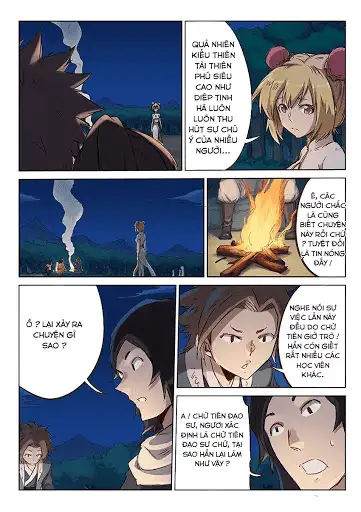 QUẢ NHIÊN
KIỀU THIÊN
TÀI THIÊN
PHÚ SIÊU
CAO NHƯ
DIỆP TINH
HÀ LUÔN
LUÔN THU
HÚT SỰ CHÚ
Ý CỦA NHIỀU
NGƯỜI...
Ê, CÁC
NGƯỜI CHẮC
LÀ CŨNG
BIẾT CHUYỆN
NÀY RỒI CHỨ
? TUYỆT ĐỐI
LÀ TIN NÓNG
ĐẤY !
Ồ ? LẠI XẢY RA
CHUYỆN GÌ
SAO ?
NGHE NÓI SỰ
VIỆC LẦN NÀY
ĐỀU DO CHỬ
TIÊN GIỞ TRÒ
! HẮN CÒN GIẾT
RẤT NHIỀU CÁC
HỌC VIÊN
KHÁC.
A ! CHỬ TIÊN ĐẠO
SƯ, NGƯƠI XÁC
ĐỊNH LÀ CHỬ TIÊN
ĐẠO SƯ CHỨ, TẠI
SAO HẮN LẠI LÀM
NHƯ VẬY ?